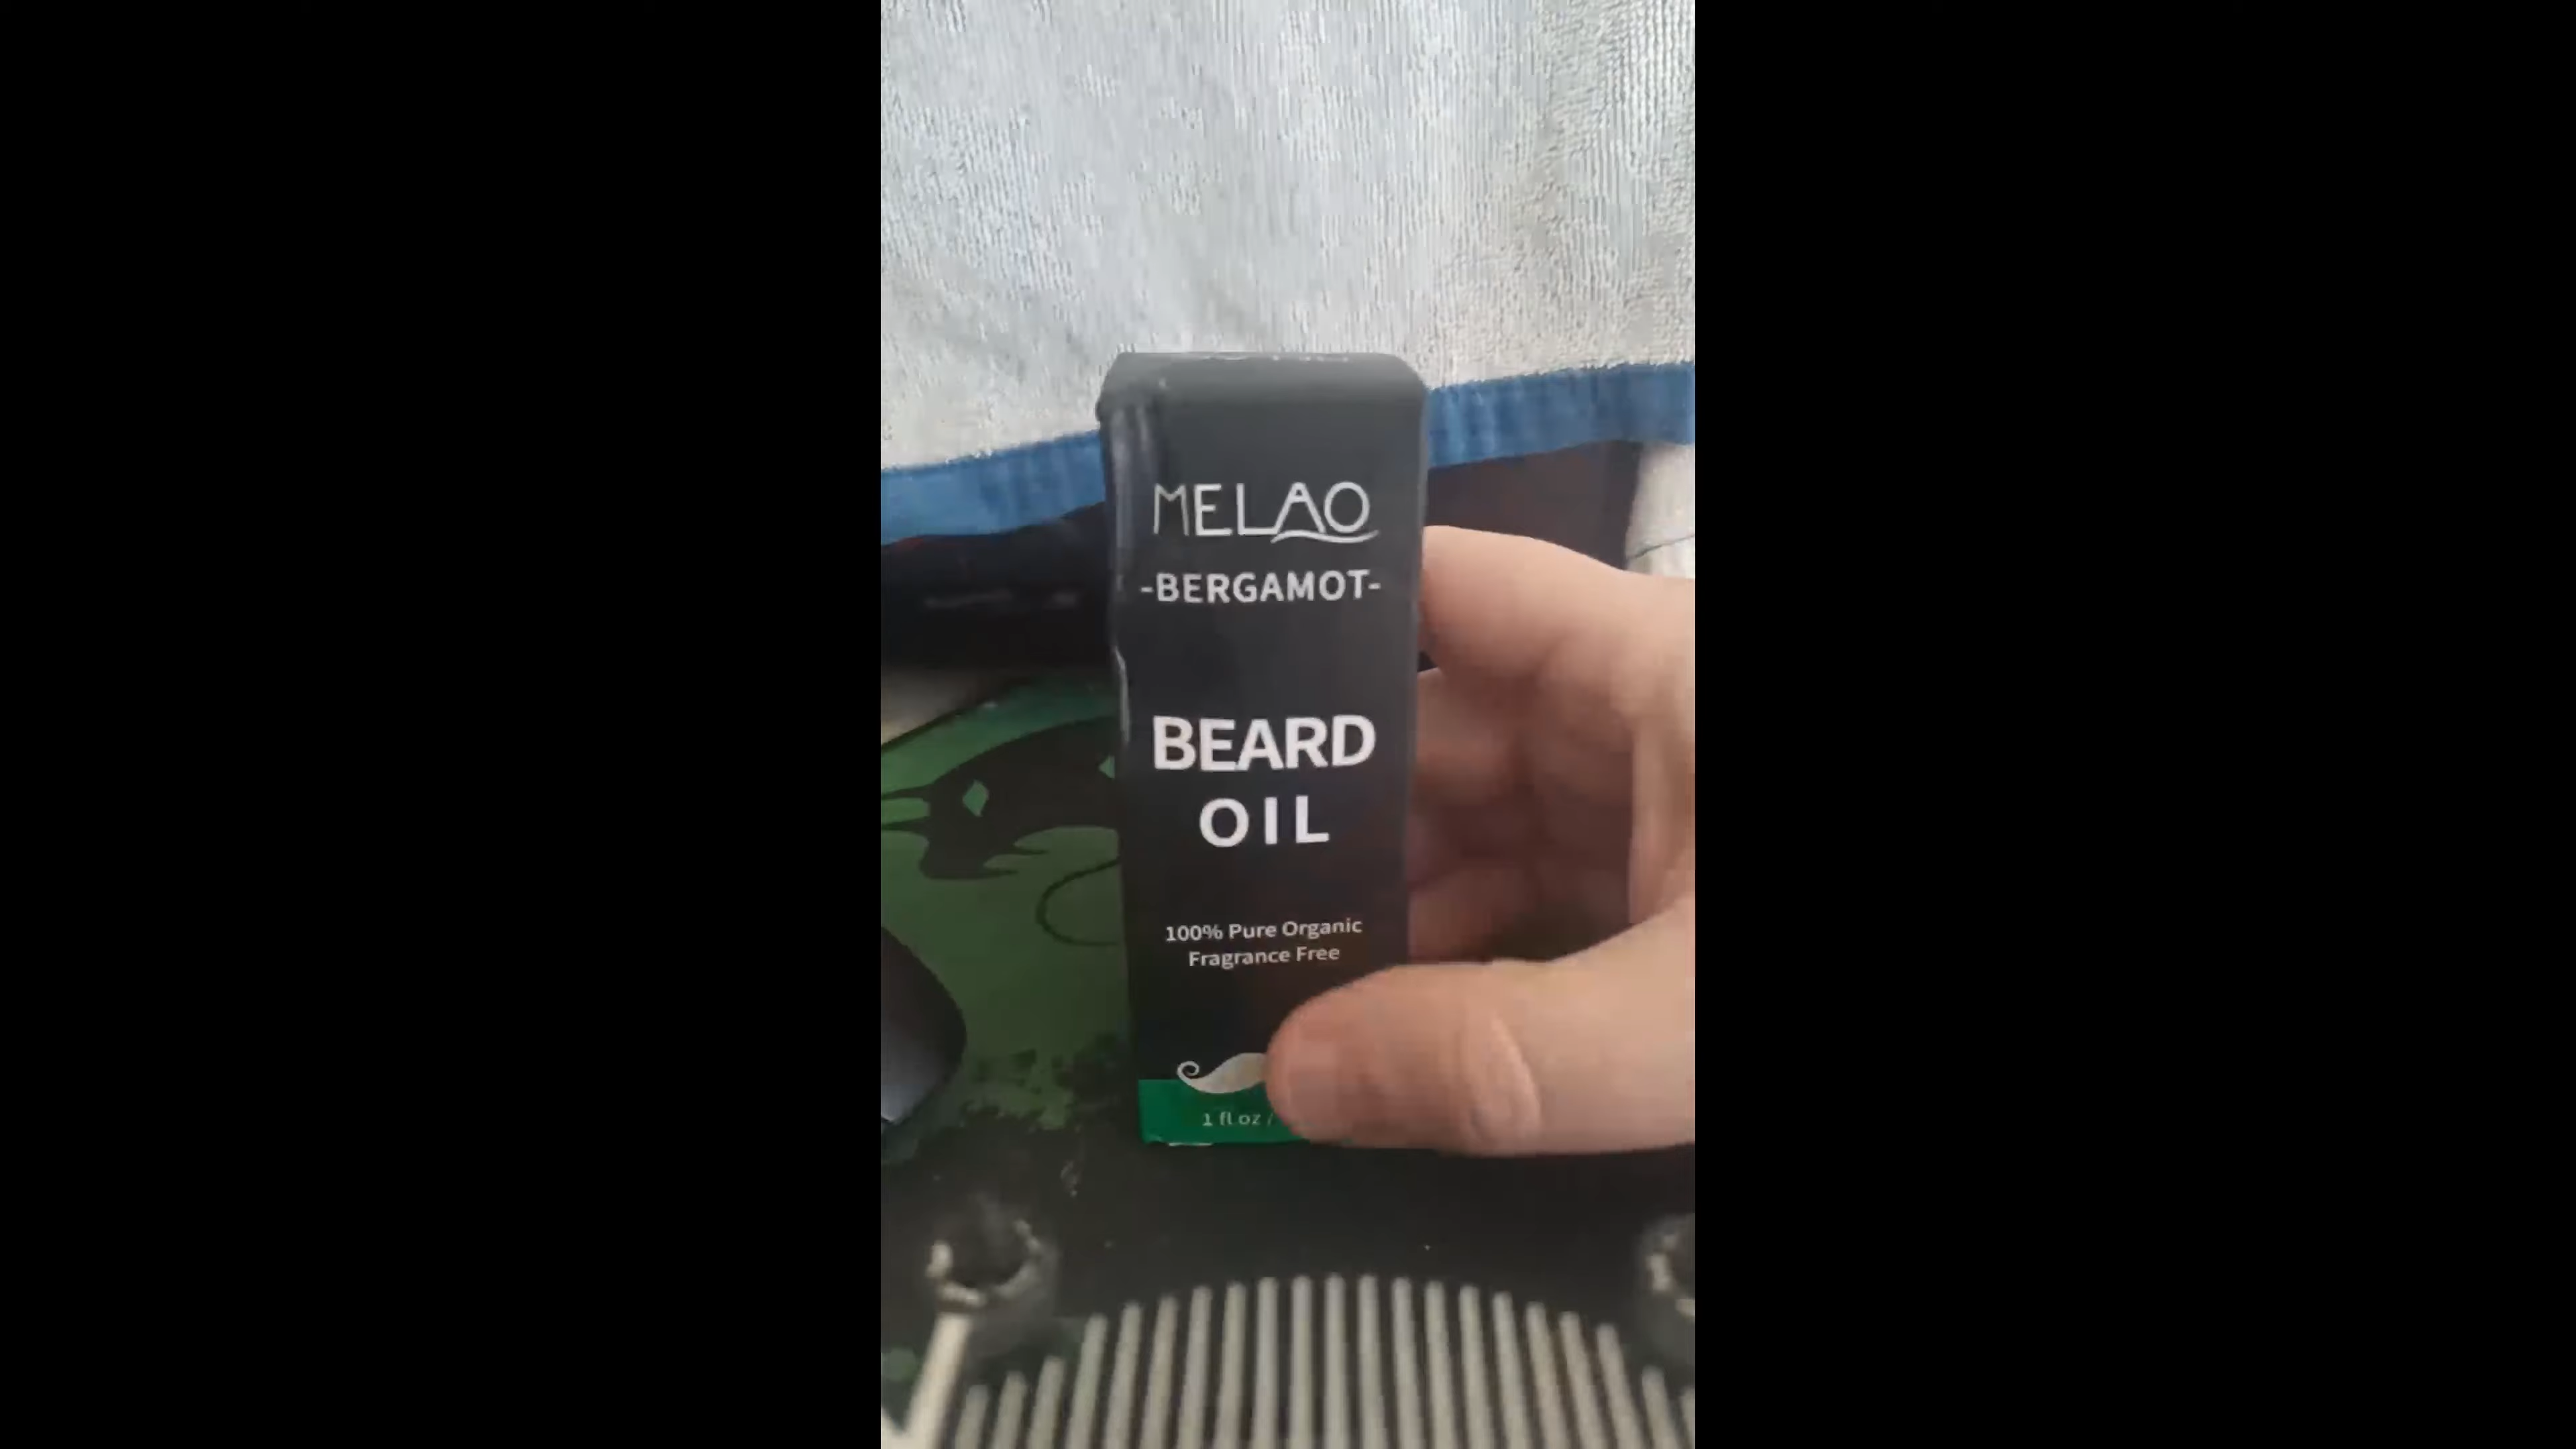 MELAO
-BERGAMOT-
BEARD
OIL
100% Pure Organic
Fragrance Free
1 fl oz /